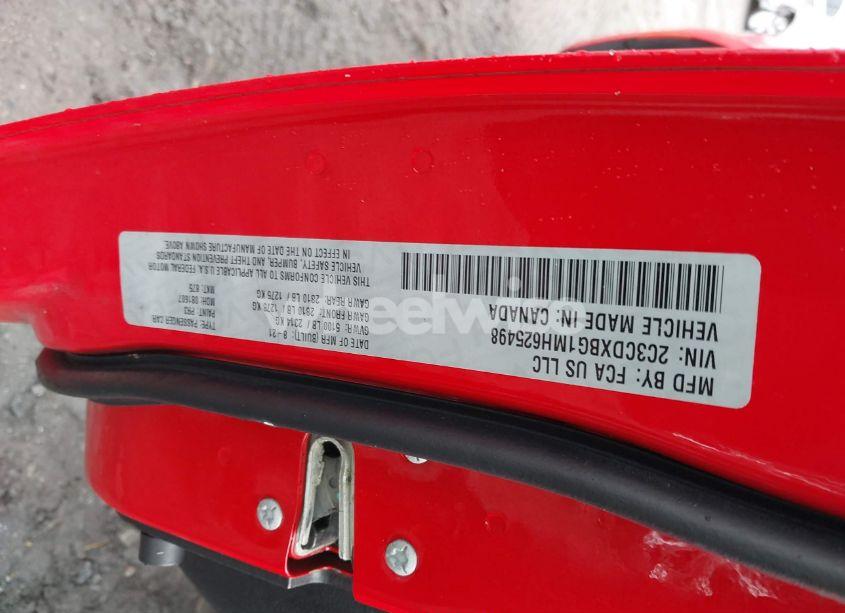 MFD BY: FCA US LLC
VIN: 2C3CDXBG1MH625498
VEHICLE MADE IN: CANADA
DATE OF MFR (BUILT): 8-21
GVWR: 5100 LB / 2314 KG
GAWR FRONT: 2810 LB / 1275 KG
GAWR REAR: 2810 LB / 1275 KG
THIS VEHICLE CONFORMS TO ALL APPLICABLE U.S.A. FEDERAL MOTOR
VEHICLE SAFETY, BUMPER, AND THEFT PREVENTION STANDARDS
IN EFFECT ON THE DATE OF MANUFACTURE SHOWN ABOVE.
TYPE: PASSENGER CAR
PAINT: PR3
MDH: 081607
MKT: 875